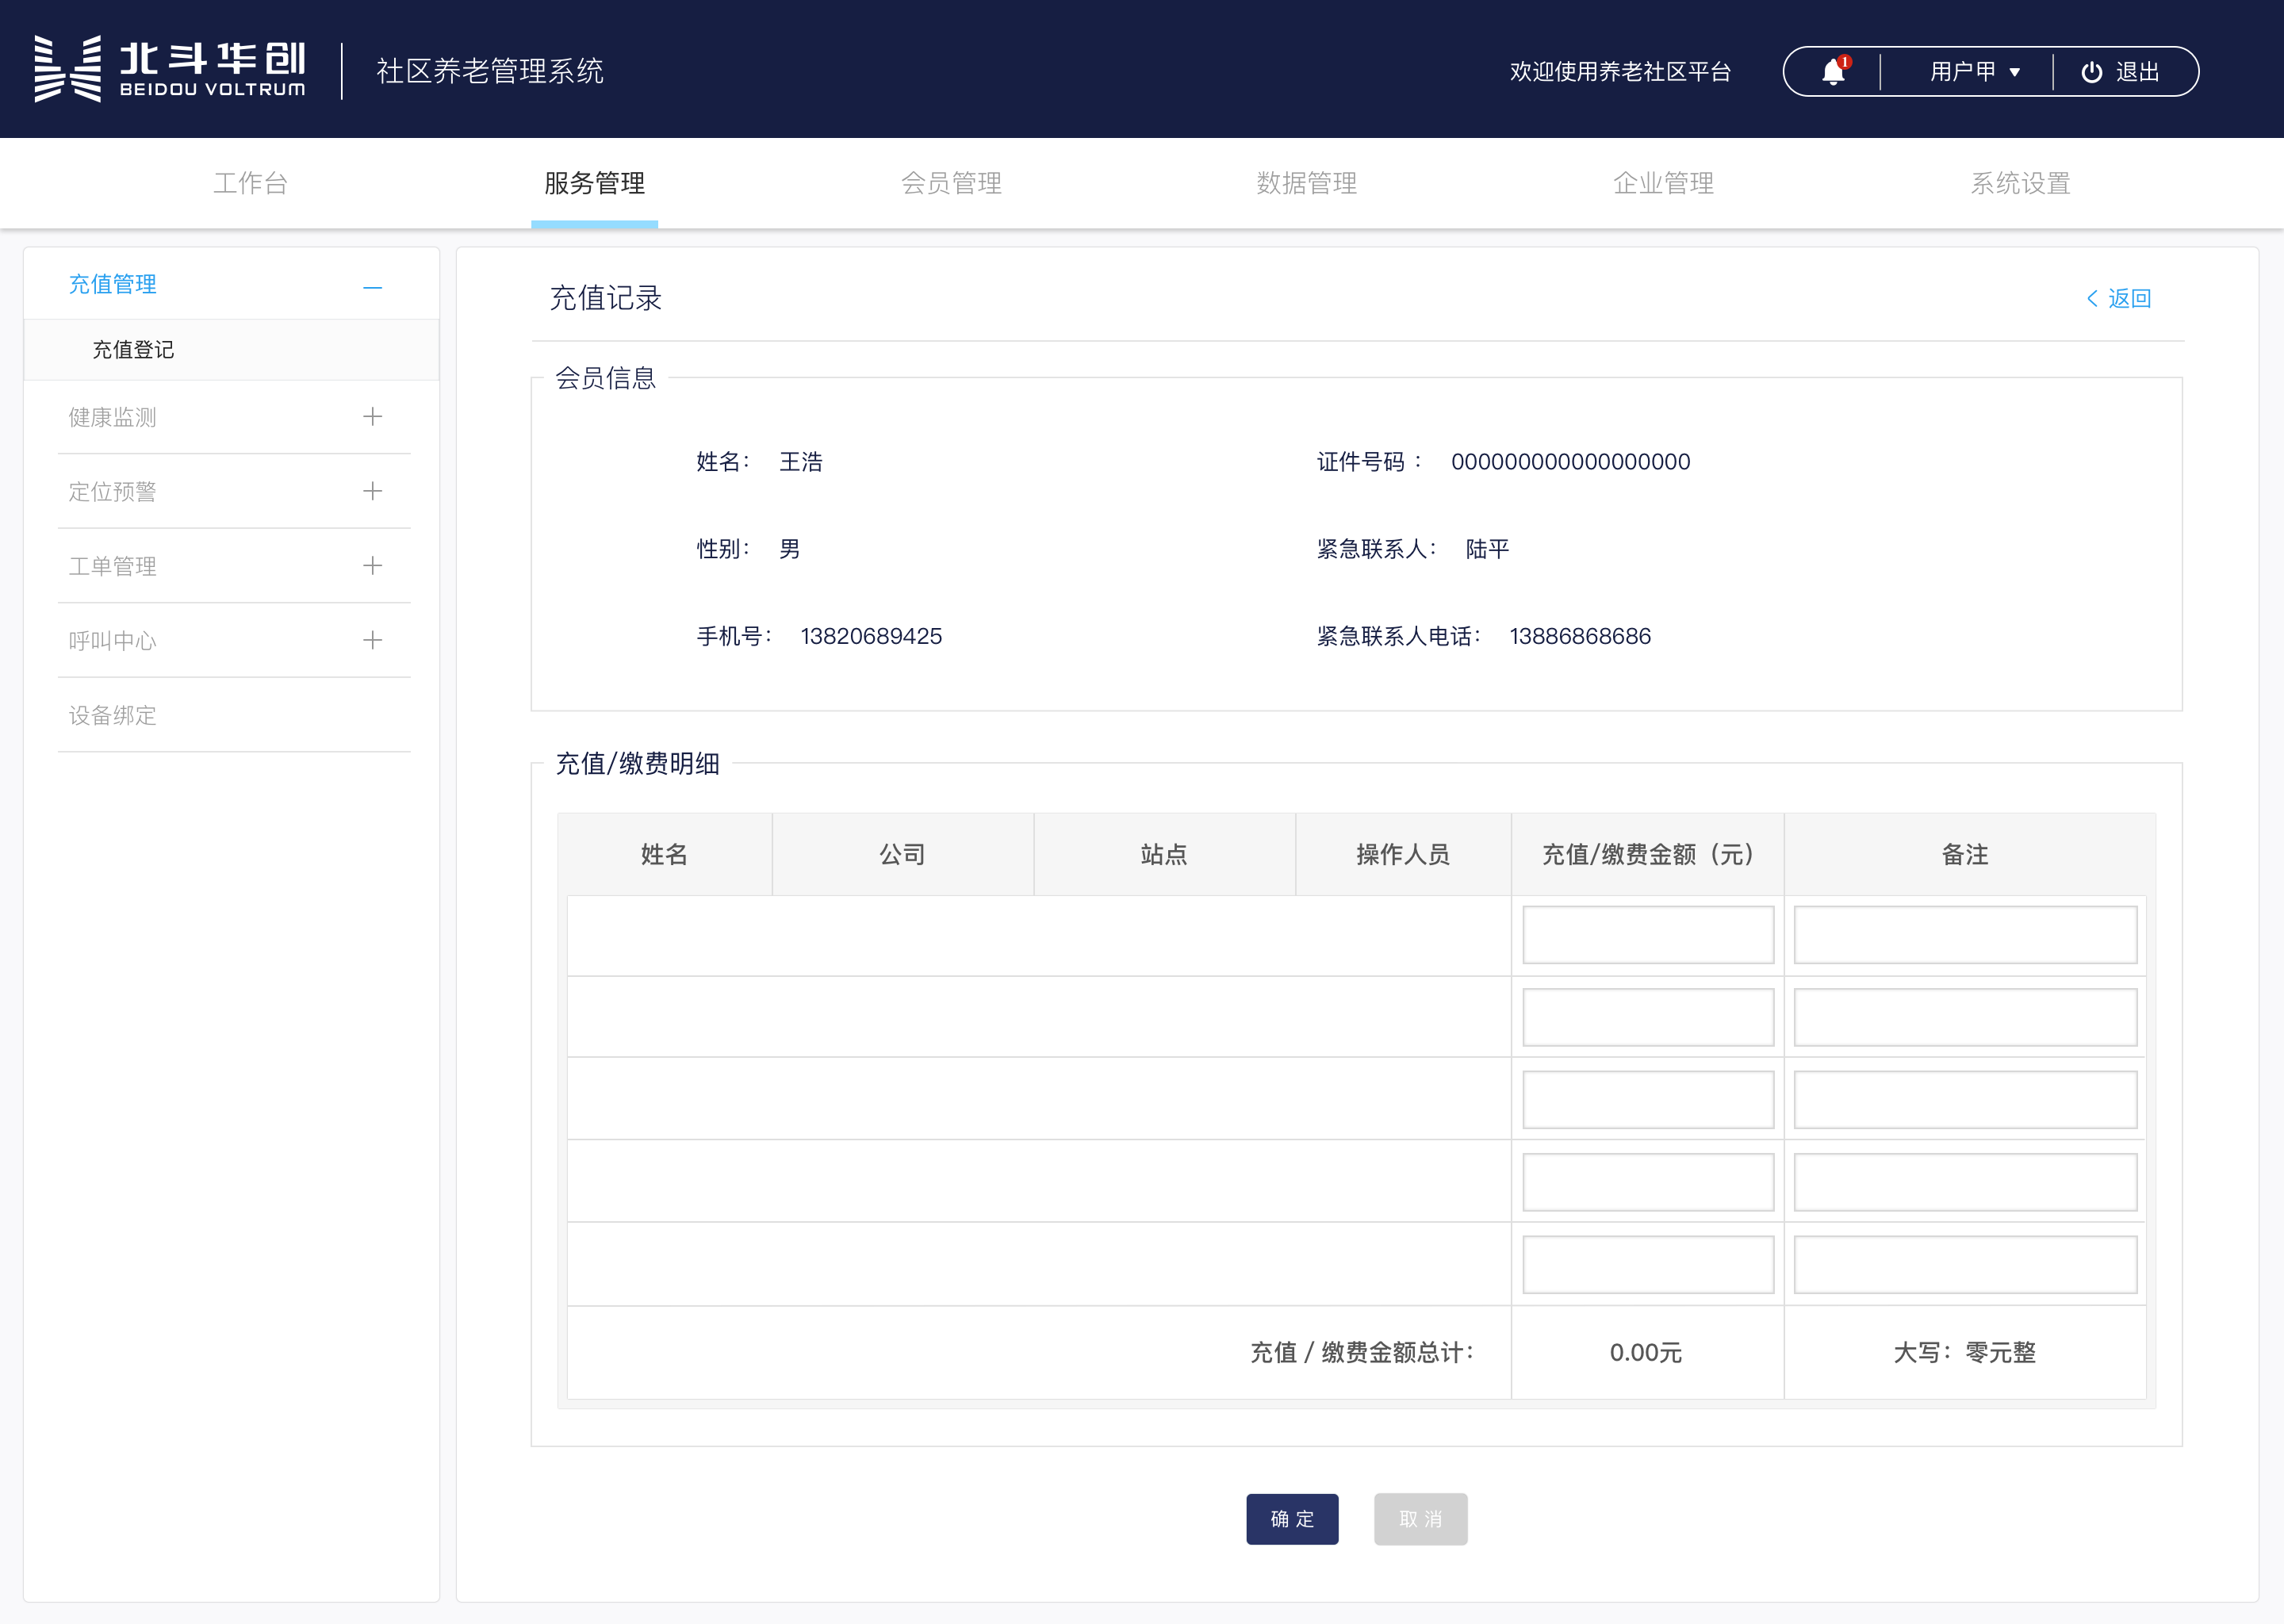 北斗华创
BEIDOU VOLTRUM
社区养老管理系统
欢迎使用养老社区平台
1
用户甲
退出
工作台
服务管理
会员管理
数据管理
企业管理
系统设置
充值管理
充值登记
健康监测
定位预警
工单管理
呼叫中心
设备绑定
充值记录
返回
会员信息
姓名： 王浩
证件号码 ： 000000000000000000
性别： 男
紧急联系人： 陆平
手机号： 13820689425
紧急联系人电话： 13886868686
充值/缴费明细
姓名
公司
站点
操作人员
充值/缴费金额（元）
备注
充值 / 缴费金额总计：
0.00元
大写：零元整
确 定
取 消